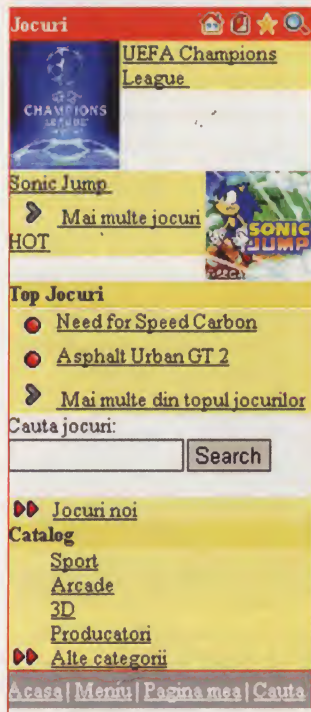 Jocuri
UEFA Champions
League
CHAMPIONS
LEAGUE
Sonic Jump
Mai multe jocuri
HOT
SONIC
JUMP
SEGA
Top Jocuri
Need for Speed Carbon
Asphalt Urban GT 2
Mai multe din topul jocurilor
Cauta jocuri:
Search
Jocuri noi
Catalog
Sport
Arcade
3D
Producatori
Alte categorii
Acasa | Meniu | Pagina mea | Cauta